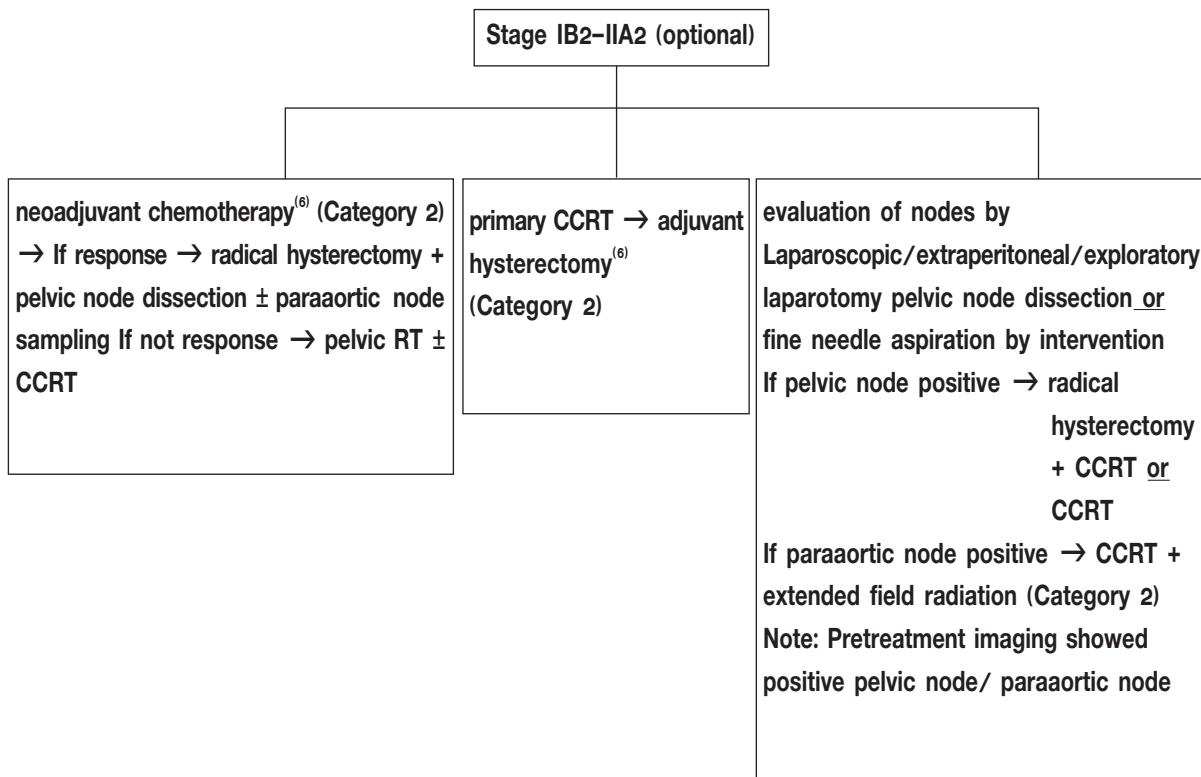 Stage IB2–IIA2 (optional)
neoadjuvant chemotherapy(6) (Category 2)
→ If response → radical hysterectomy +
pelvic node dissection ± paraaortic node
sampling If not response → pelvic RT ±
CCRT
primary CCRT → adjuvant
hysterectomy(6)
(Category 2)
evaluation of nodes by
Laparoscopic/extraperitoneal/exploratory
laparotomy pelvic node dissection or
fine needle aspiration by intervention
If pelvic node positive → radical
hysterectomy
+ CCRT or
CCRT
If paraaortic node positive → CCRT +
extended field radiation (Category 2)
Note: Pretreatment imaging showed
positive pelvic node/ paraaortic node